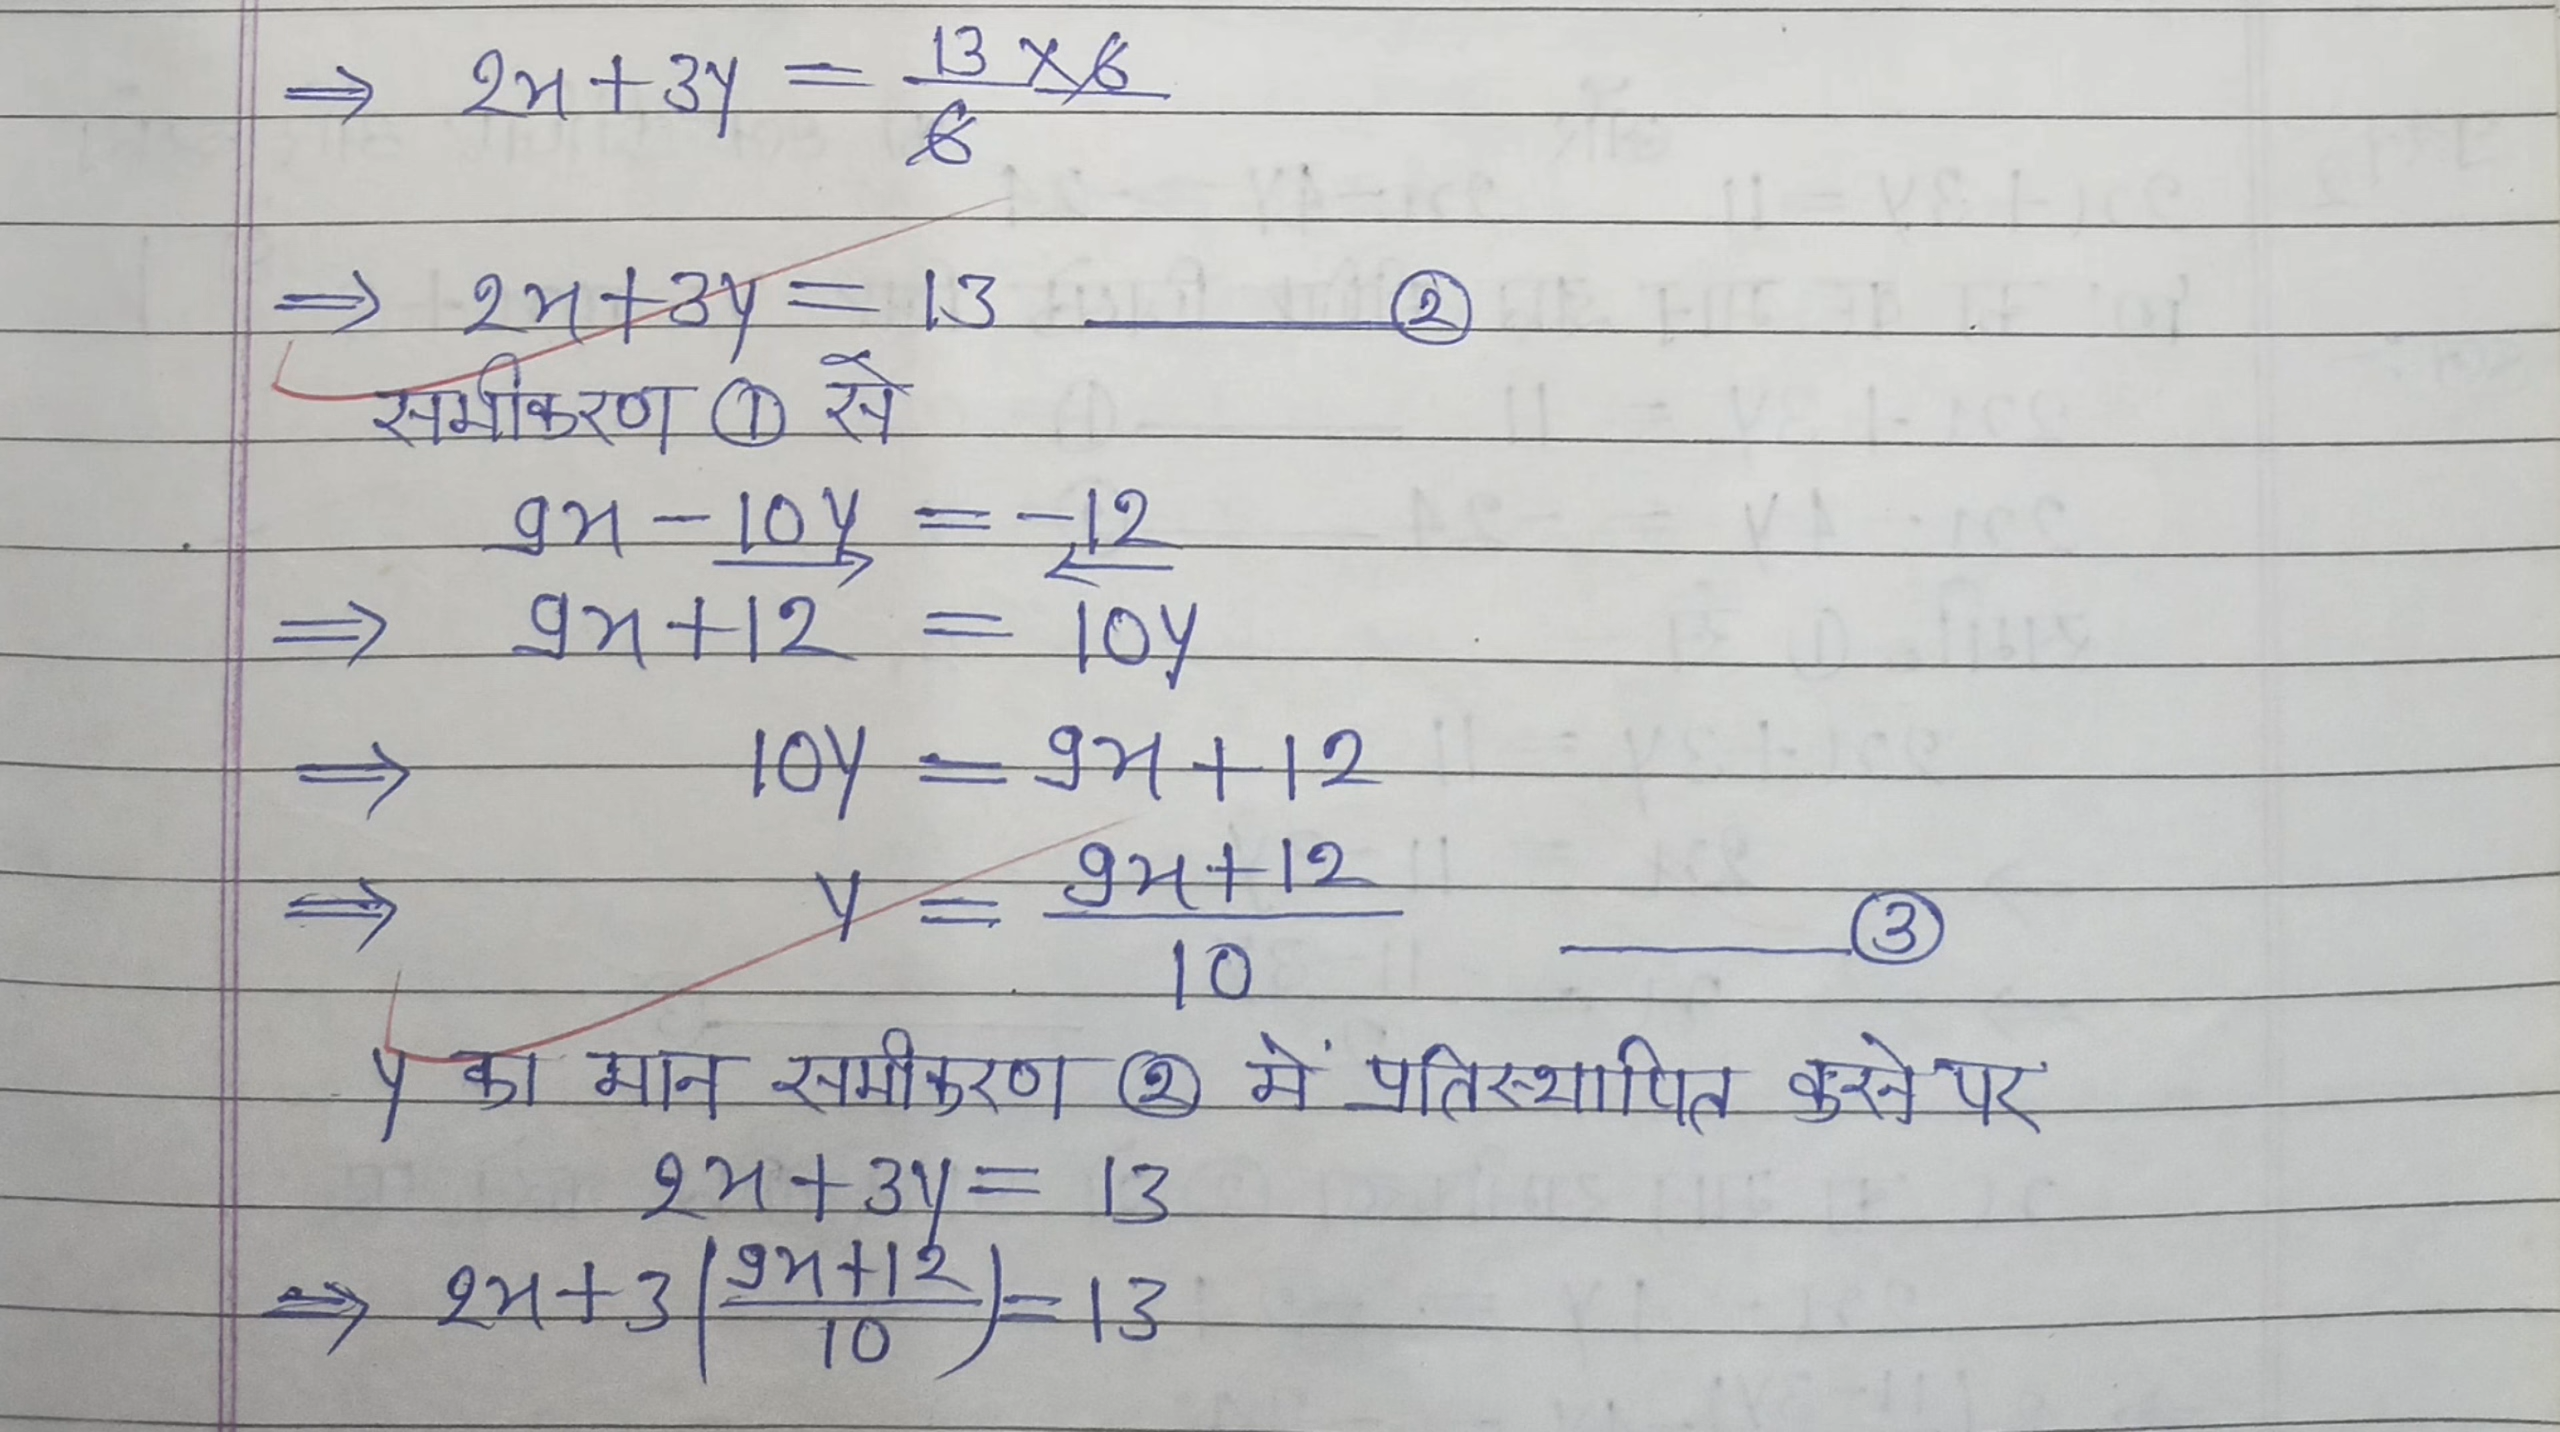 ⇒ 2x + 3y = 13 × 6 / 6
⇒ 2x + 3y = 13 ——— ②
समीकरण ① से
9x - 10y = -12
⇒ 9x + 12 = 10y
⇒ 10y = 9x + 12
⇒ y = 9x + 12 / 10 ——— ③
y का मान समीकरण ② में प्रतिस्थापित करने पर
2x + 3y = 13
⇒ 2x + 3 (9x + 12 / 10) = 13